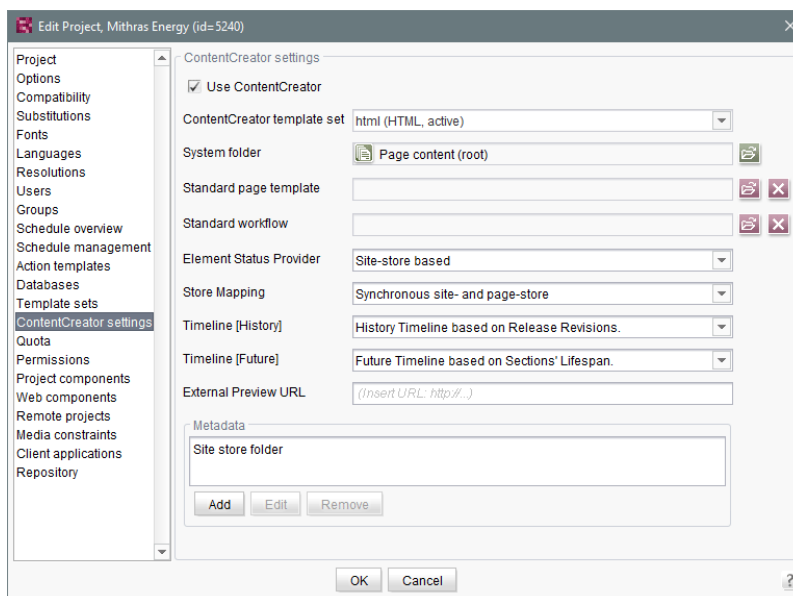 Edit Project, Mithras Energy (id=5240)
Project
Options
Compatibility
Substitutions
Fonts
Languages
Resolutions
Users
Groups
Schedule overview
Schedule management
Action templates
Databases
Template sets
ContentCreator settings
Quota
Permissions
Project components
Web components
Remote projects
Media constraints
Client applications
Repository
ContentCreator settings
Use ContentCreator
ContentCreator template set html (HTML, active)
System folder Page content (root)
Standard page template
Standard workflow
Element Status Provider Site-store based
Store Mapping Synchronous site- and page-store
Timeline [History] History Timeline based on Release Revisions.
Timeline [Future] Future Timeline based on Sections' Lifespan.
External Preview URL (Insert URL: http://...)
Metadata
Site store folder
Add Edit Remove
OK Cancel ?